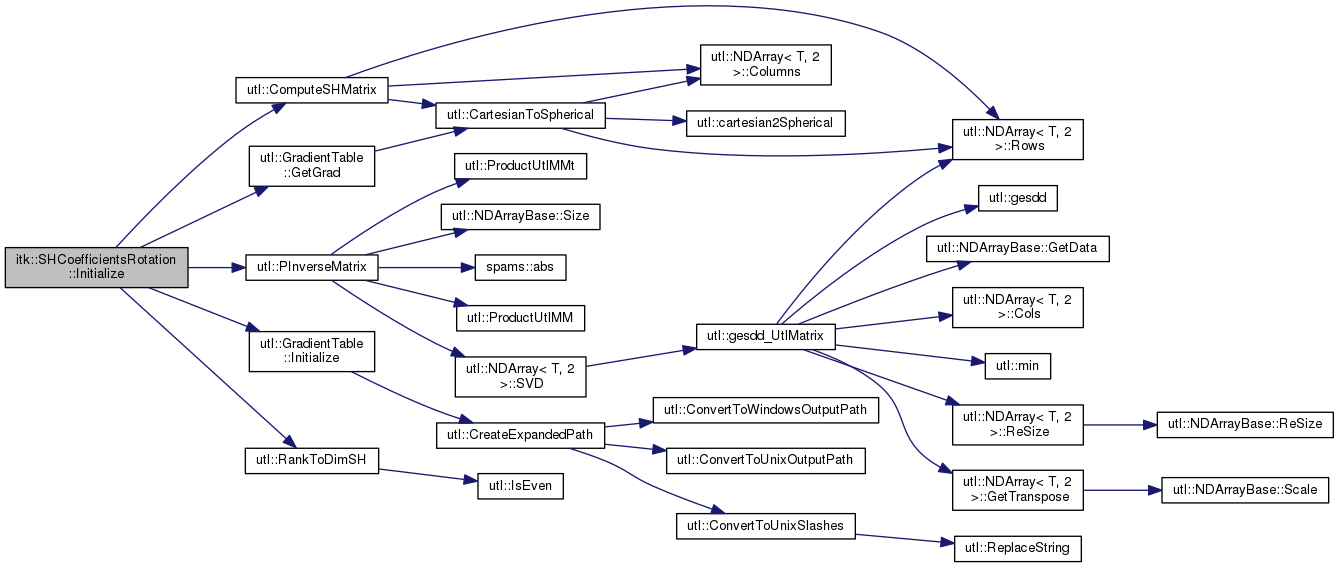 itk::SHCoefficientsRotation
::Initialize
utl::ComputeSHMatrix
utl::GradientTable
::GetGrad
utl::PInverseMatrix
utl::GradientTable
::Initialize
utl::RankToDimSH
utl::CartesianToSpherical
utl::ProductUtlMMt
utl::NDArrayBase::Size
spams::abs
utl::ProductUtlMM
utl::NDArray< T, 2
>::SVD
utl::CreateExpandedPath
utl::IsEven
utl::NDArray< T, 2
>::Columns
utl::cartesian2Spherical
utl::gesdd_UtlMatrix
utl::ConvertToWindowsOutputPath
utl::ConvertToUnixOutputPath
utl::ConvertToUnixSlashes
utl::NDArray< T, 2
>::Rows
utl::gesdd
utl::NDArrayBase::GetData
utl::NDArray< T, 2
>::Cols
utl::min
utl::NDArray< T, 2
>::ReSize
utl::NDArray< T, 2
>::GetTranspose
utl::ReplaceString
utl::NDArrayBase::ReSize
utl::NDArrayBase::Scale